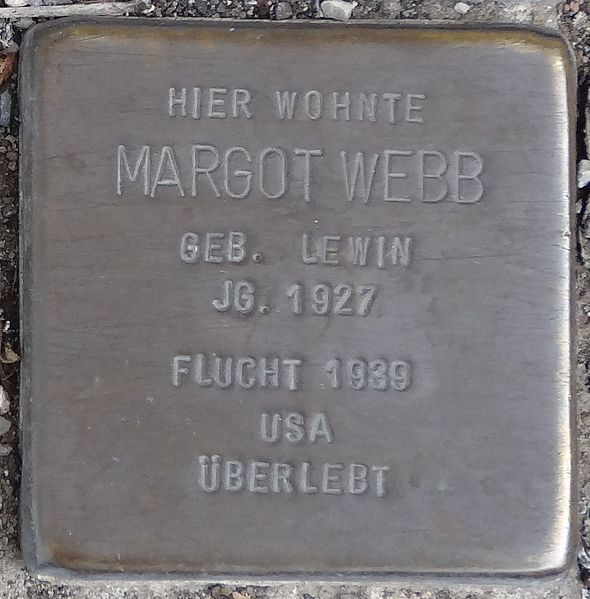 HIER WOHNTE
MARGOT WEBB
GEB. LEWIN
JG. 1927
FLUCHT 1939
USA
ÜBERLEBT